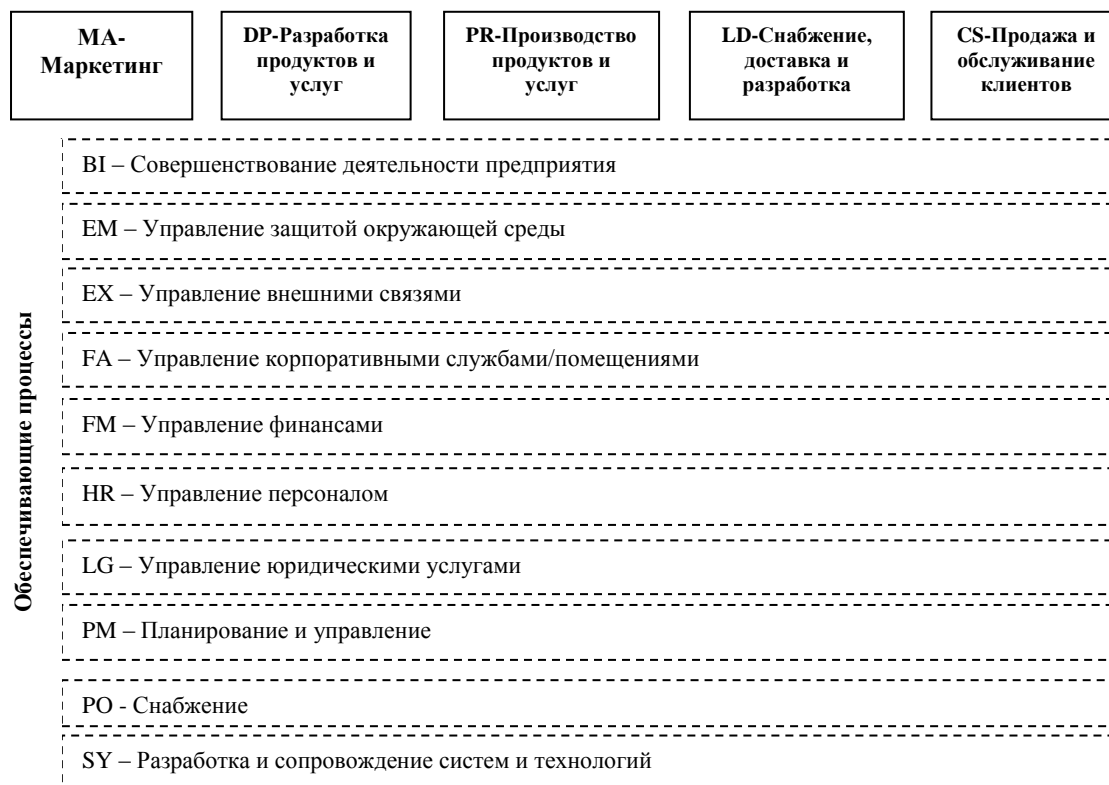 МА-
Маркетинг
DP-Разработка
продуктов и
услуг
PR-Производство
продуктов и
услуг
LD-Снабжение,
доставка и
разработка
CS-Продажа и
обслуживание
клиентов
Обеспечивающие процессы
BI – Совершенствование деятельности предприятия
EM – Управление защитой окружающей среды
EX – Управление внешними связями
FA – Управление корпоративными службами/помещениями
FM – Управление финансами
HR – Управление персоналом
LG – Управление юридическими услугами
PM – Планирование и управление
PO - Снабжение
SY – Разработка и сопровождение систем и технологий